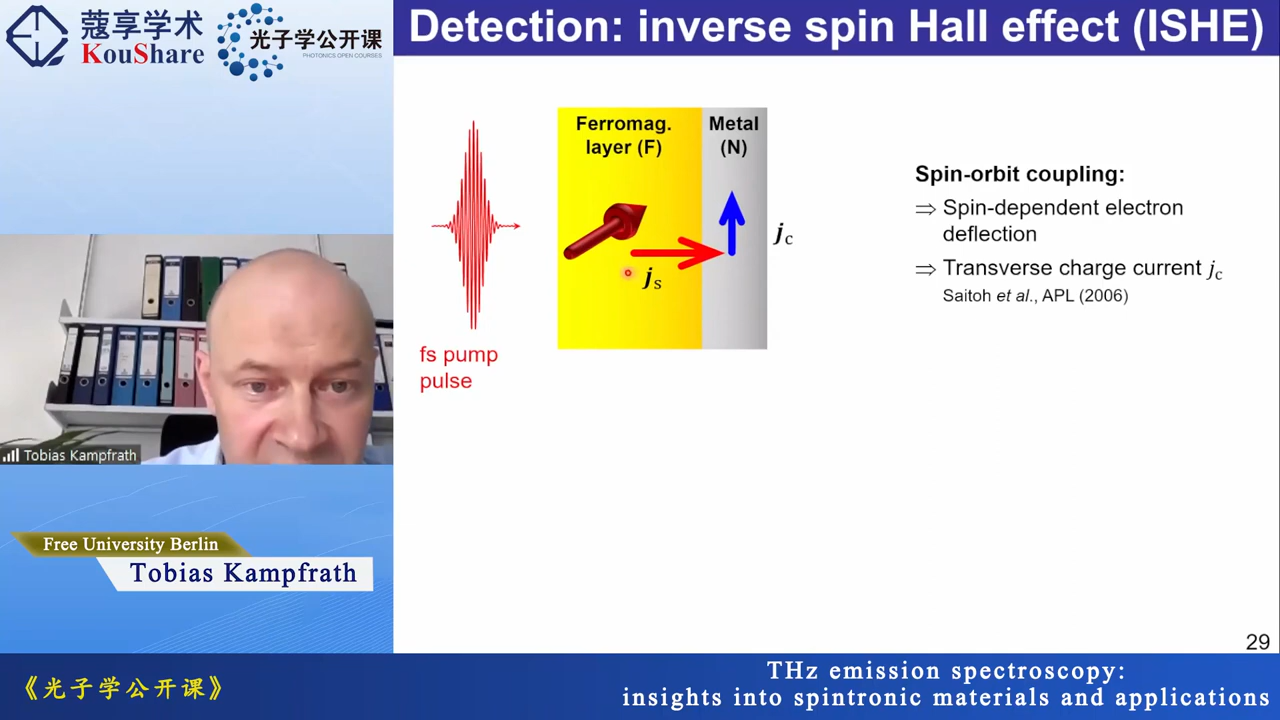 蔻享学术
KouShare
光子学公开课
PHOTONICS OPEN COURSES
Detection: inverse spin Hall effect (ISHE)
Ferromag.
layer (F)
Metal
(N)
j_s
j_c
fs pump
pulse
Spin-orbit coupling:
⇒ Spin-dependent electron
deflection
⇒ Transverse charge current j_c
Saitoh et al., APL (2006)
Tobias Kampfrath
Free University Berlin
Tobias Kampfrath
29
《光子学公开课》
THz emission spectroscopy:
insights into spintronic materials and applications